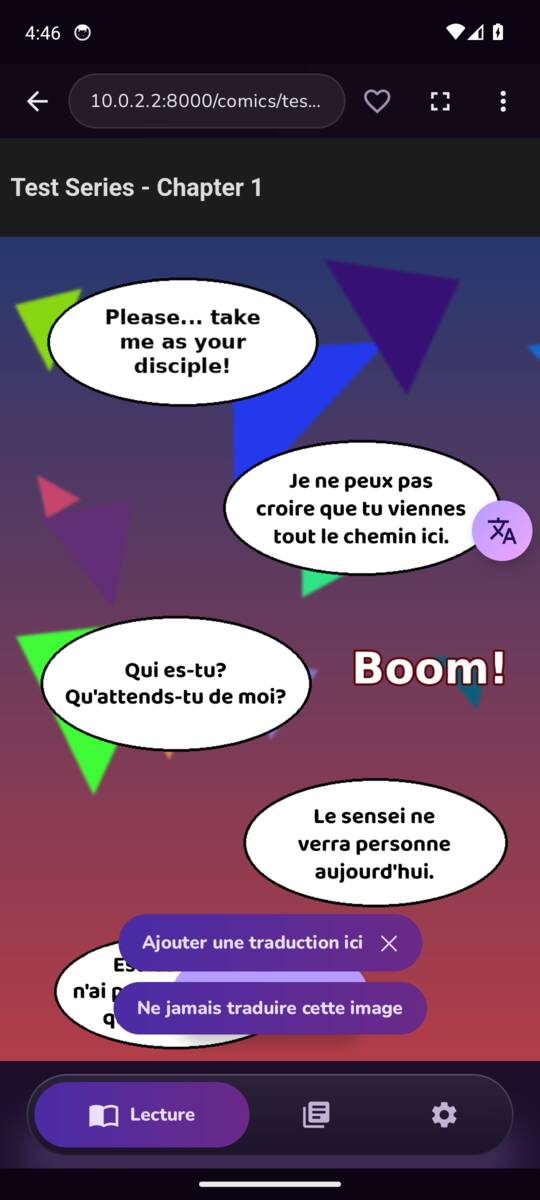 4:46
10.0.2.2:8000/comics/tes...
Test Series - Chapter 1
Please... take
me as your
disciple!
Je ne peux pas
croire que tu viennes
tout le chemin ici.
Qui es-tu?
Qu'attends-tu de moi?
Boom!
Le sensei ne
verra personne
aujourd'hui.
Ajouter une traduction ici
n'ai
Ne jamais traduire cette image
Lecture